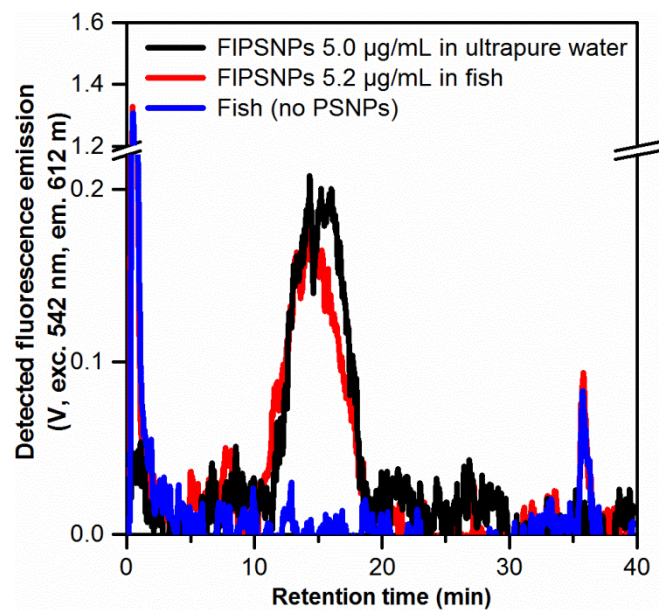 FIPSNPs 5.0 µg/mL in ultrapure water
FIPSNPs 5.2 µg/mL in fish
Fish (no PSNPs)
Detected fluorescence emission
(V, exc. 542 nm, em. 612 m)
1.6
1.4
1.2
0.2
0.1
0.0
0 10 20 30 40
Retention time (min)